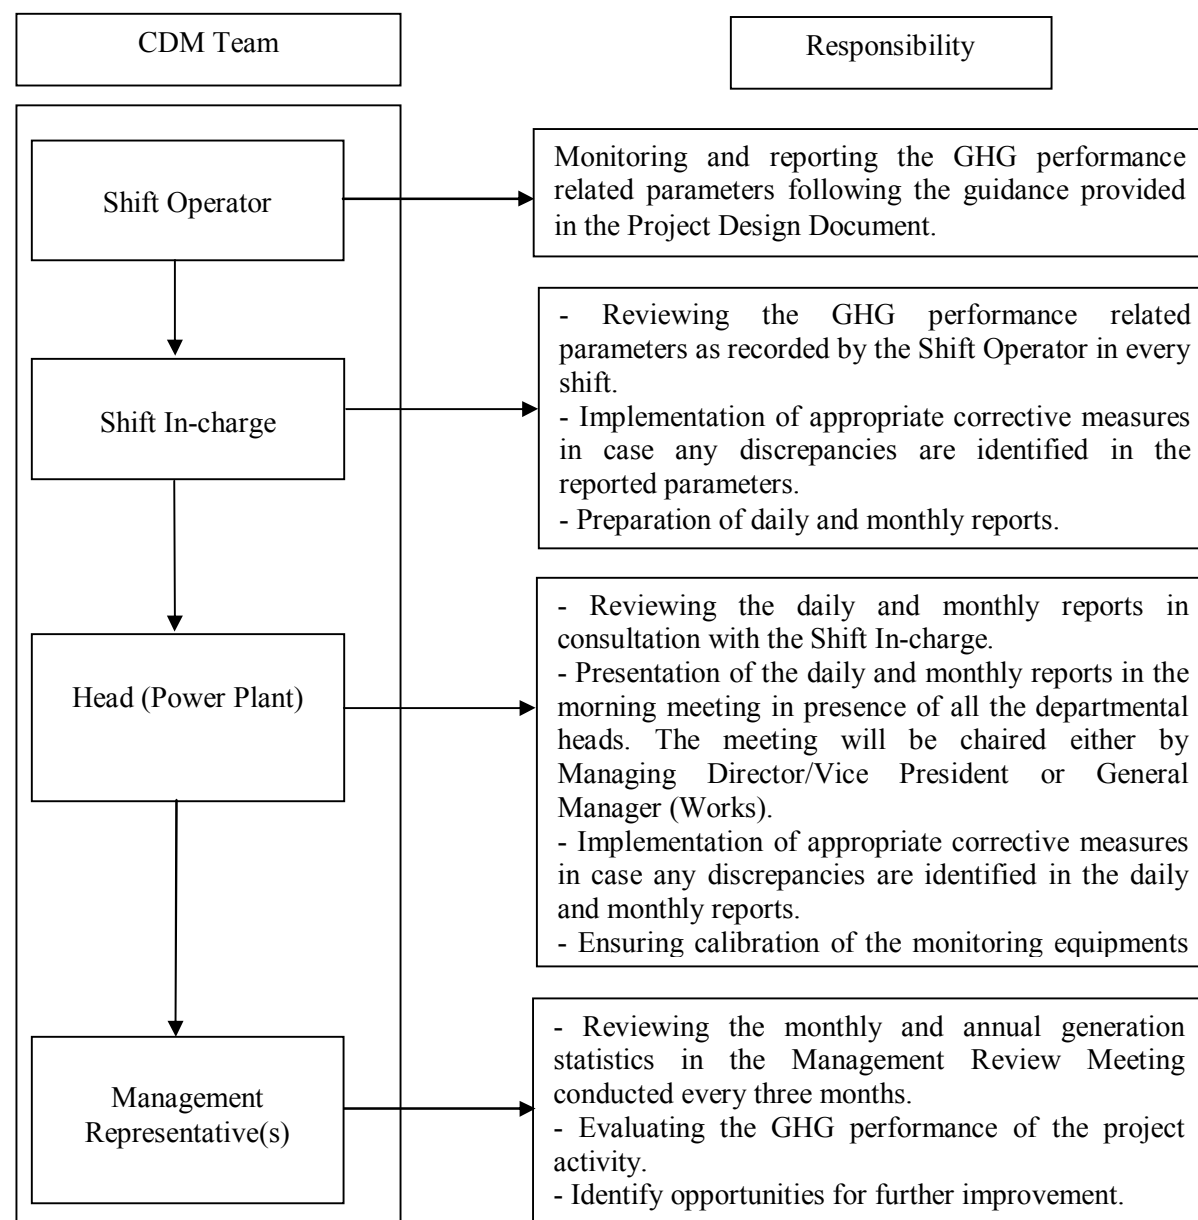 CDM Team
Responsibility
Shift Operator
Monitoring and reporting the GHG performance
related parameters following the guidance provided
in the Project Design Document.
Shift In-charge
- Reviewing the GHG performance related
parameters as recorded by the Shift Operator in every
shift.
- Implementation of appropriate corrective measures
in case any discrepancies are identified in the
reported parameters.
- Preparation of daily and monthly reports.
Head (Power Plant)
- Reviewing the daily and monthly reports in
consultation with the Shift In-charge.
- Presentation of the daily and monthly reports in the
morning meeting in presence of all the departmental
heads. The meeting will be chaired either by
Managing Director/Vice President or General
Manager (Works).
- Implementation of appropriate corrective measures
in case any discrepancies are identified in the daily
and monthly reports.
- Ensuring calibration of the monitoring equipments
Management
Representative(s)
- Reviewing the monthly and annual generation
statistics in the Management Review Meeting
conducted every three months.
- Evaluating the GHG performance of the project
activity.
- Identify opportunities for further improvement.